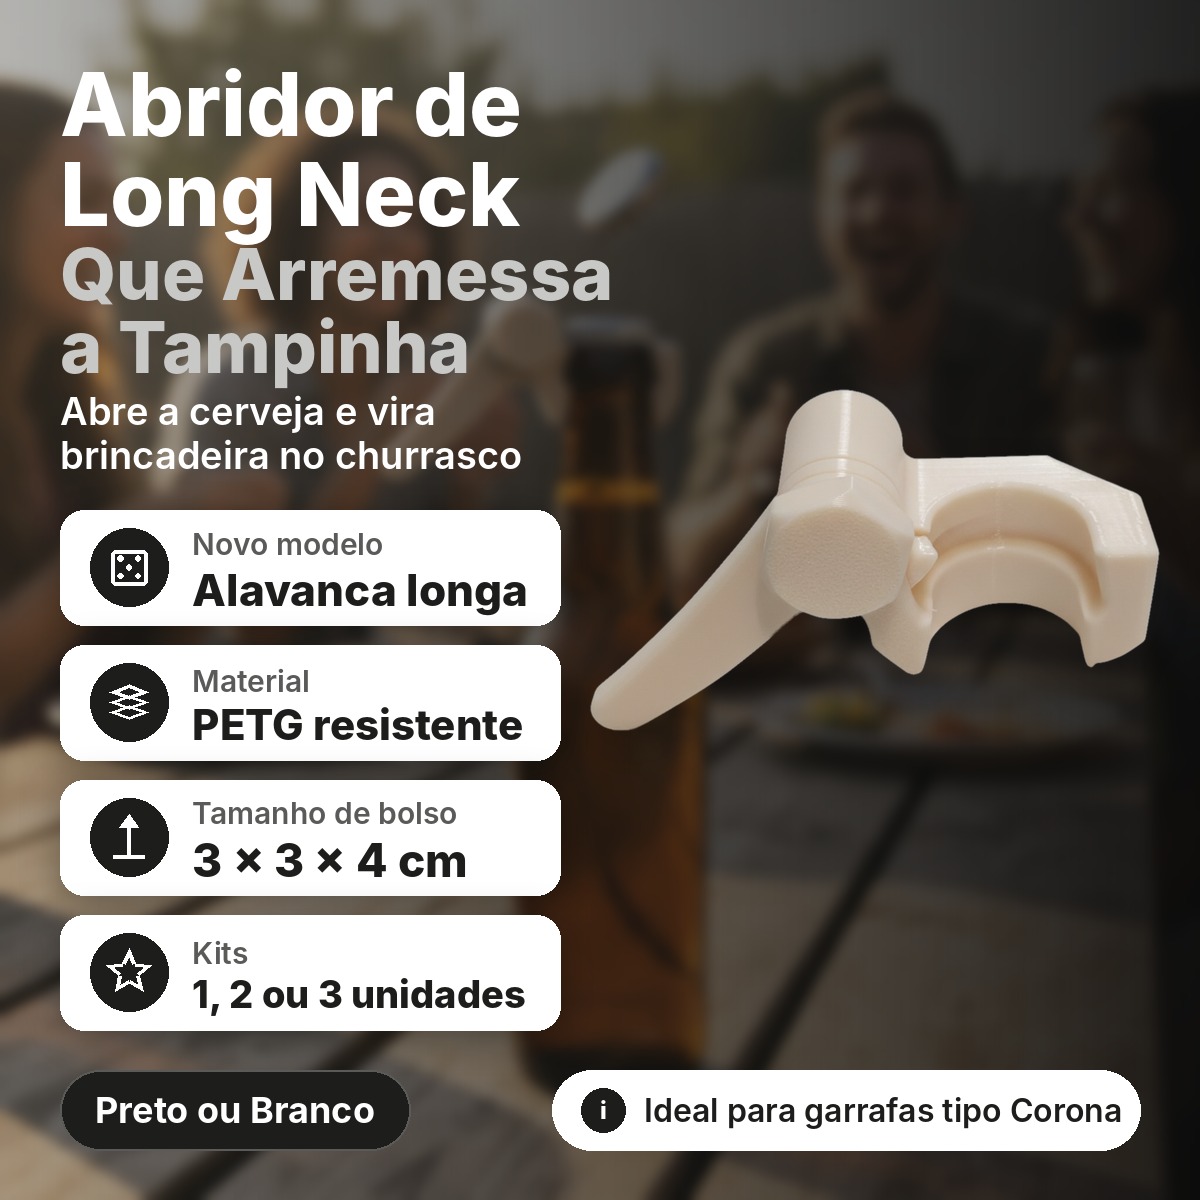 Abridor de
Long Neck
Que Arremessa
a Tampinha
Abre a cerveja e vira
brincadeira no churrasco
Novo modelo
Alavanca longa
Material
PETG resistente
Tamanho de bolso
3 × 3 × 4 cm
Kits
1, 2 ou 3 unidades
Preto ou Branco
i Ideal para garrafas tipo Corona